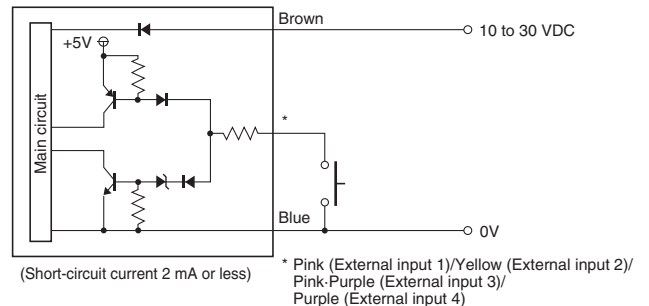 Brown
10 to 30 VDC
+5V
Main circuit
*
Blue
0V
(Short-circuit current 2 mA or less)
* Pink (External input 1)/Yellow (External input 2)/
Pink·Purple (External input 3)/
Purple (External input 4)